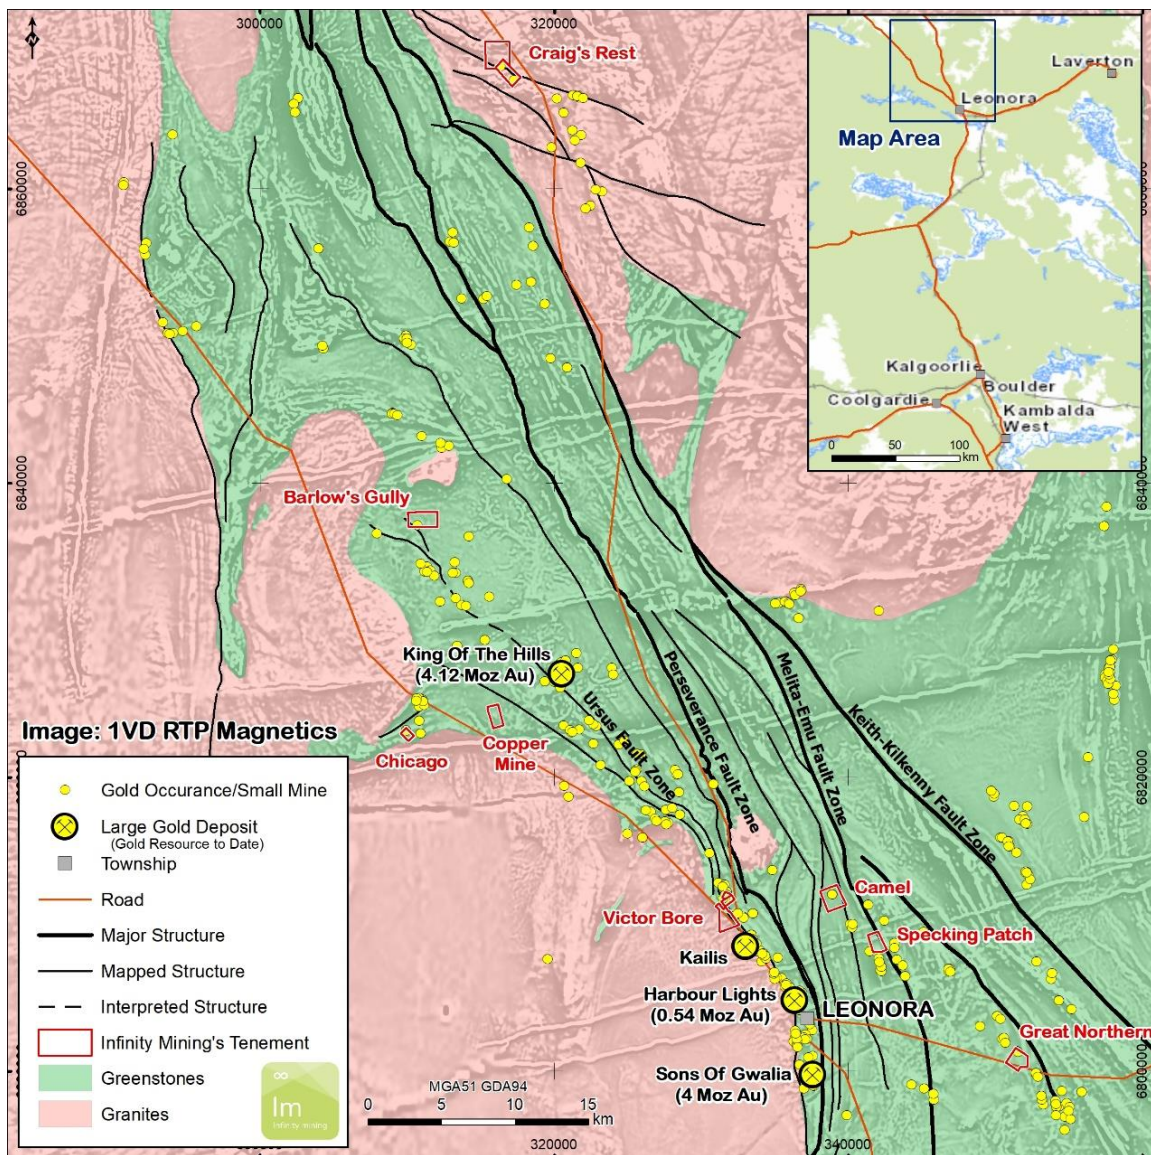 300000
320000
N
Craig's Rest
Laverton
Leonora
Map Area
6860000
Kalgoorlie
Boulder
Coolgardie
Kambalda
West
0 50 100
km
6840000
6840000
Barlow's Gully
King Of The Hills
(4.12 Moz Au)
Ursus Fault Zone
Perseverance Fault Zone
Melita-Emu Fault Zone
Keith-Kilkenny Fault Zone
Image: 1VD RTP Magnetics
Chicago
Copper
Mine
6820000
Gold Occurance/Small Mine
Large Gold Deposit
(Gold Resource to Date)
Township
Road
Major Structure
Mapped Structure
Interpreted Structure
Infinity Mining's Tenement
Greenstones
Granites
∞
Im
Infinity mining
Victor Bore
Camel
Specking Patch
Kailis
Harbour Lights
(0.54 Moz Au)
LEONORA
Great Northern
Sons Of Gwalia
(4 Moz Au)
6800000
MGA51 GDA94
0 5 10 15
km
320000
340000